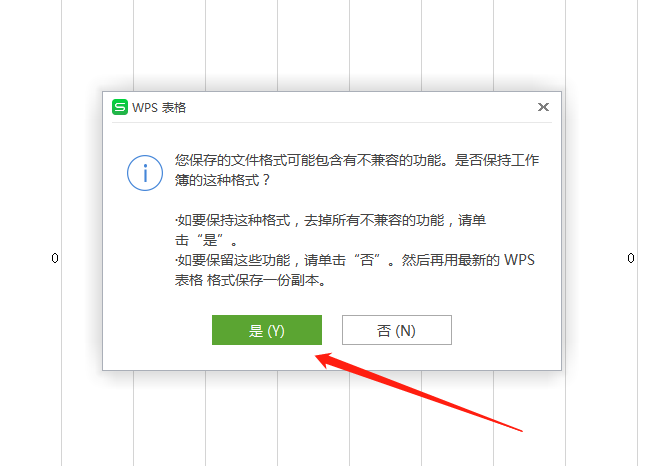 WPS 表格
您保存的文件格式可能包含有不兼容的功能。是否保持工作
簿的这种格式？
·如要保持这种格式，去掉所有不兼容的功能，请单
击“是”。
·如要保留这些功能，请单击“否”。然后再用最新的 WPS
表格 格式保存一份副本。
0
0
是 (Y)
否 (N)